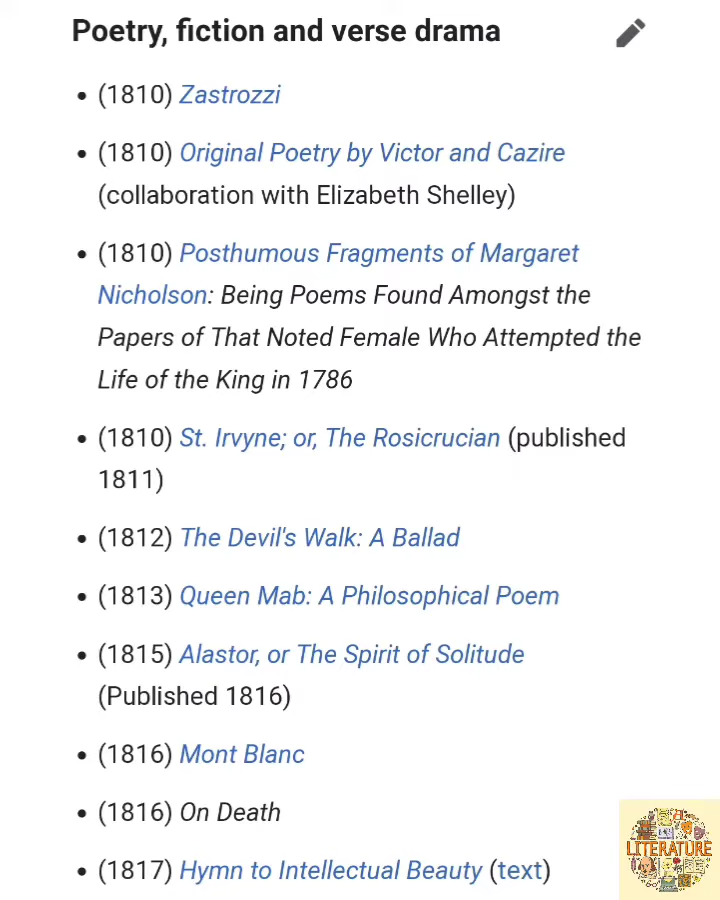 Poetry, fiction and verse drama
• (1810) Zastrozzi
• (1810) Original Poetry by Victor and Cazire
(collaboration with Elizabeth Shelley)
• (1810) Posthumous Fragments of Margaret
Nicholson: Being Poems Found Amongst the
Papers of That Noted Female Who Attempted the
Life of the King in 1786
• (1810) St. Irvyne; or, The Rosicrucian (published
1811)
• (1812) The Devil's Walk: A Ballad
• (1813) Queen Mab: A Philosophical Poem
• (1815) Alastor, or The Spirit of Solitude
(Published 1816)
• (1816) Mont Blanc
• (1816) On Death
• (1817) Hymn to Intellectual Beauty (text)
LITERATURE